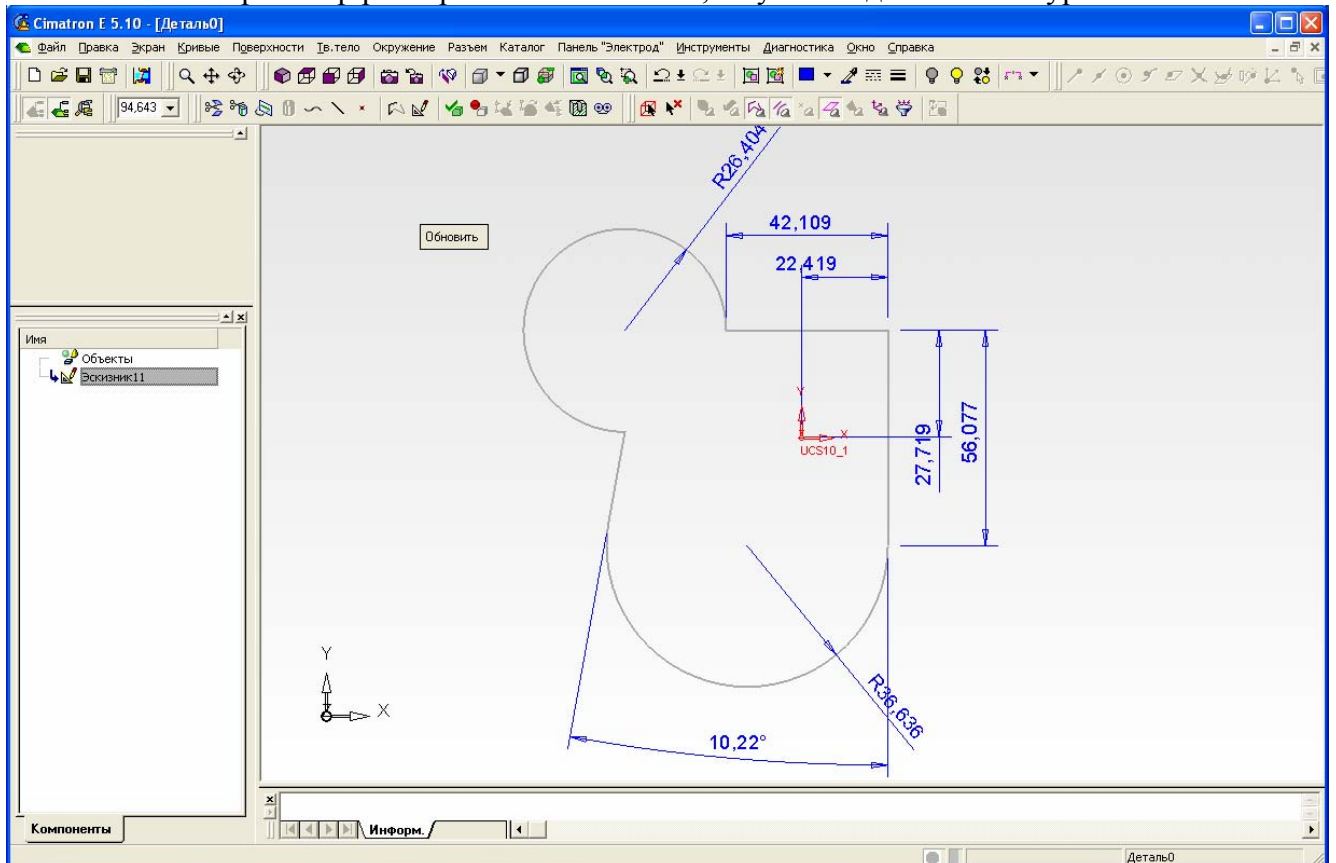 Cimatron E 5.10 - [Деталь0]
Файл Правка Экран Кривые Поверхности Тв.тело Окружение Разъем Каталог Панель "Электрод" Инструменты Диагностика Окно Справка
94,643
R26,404
42,109
Обновить
22,419
Имя
Объекты
Эскизник11
Y
X
UCS10_1
27,719
56,077
Y
X
R36,636
10,22°
Компоненты
Информ.
Деталь0